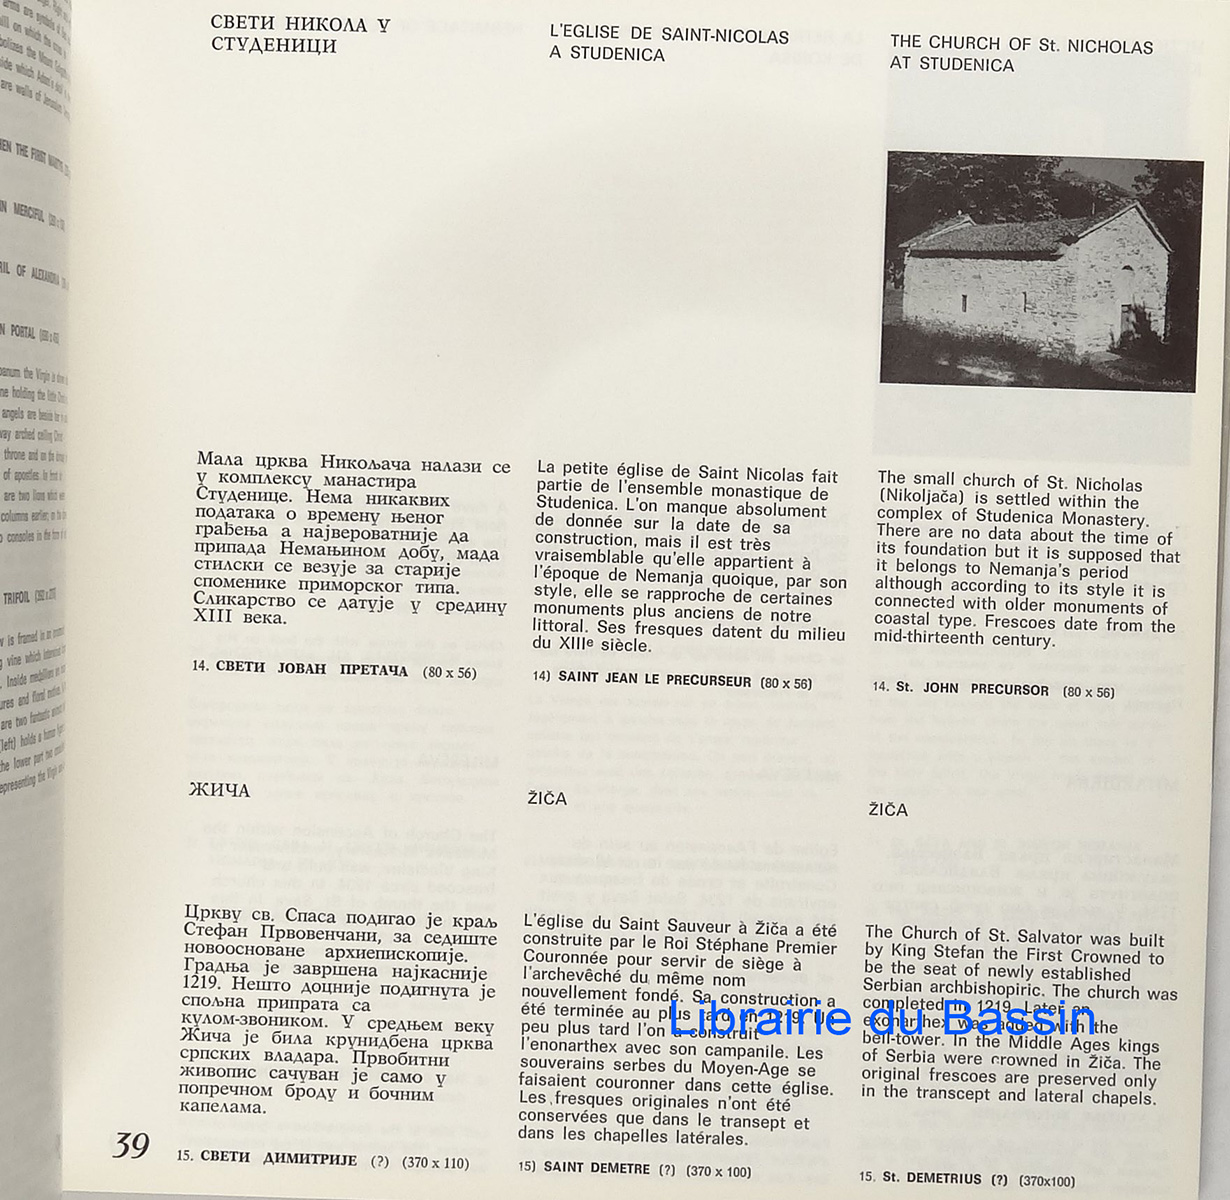 СВЕТИ НИКОЛА У
СТУДЕНИЦИ
Мала црква Никољача налази се
у комплексу манастира
Студенице. Нема никаквих
података о времену њеног
грађења а највероватније да
припада Немањином добу, мада
стилски се везује за старије
споменике приморског типа.
Сликарство се датује у средину
XIII века.
14. СВЕТИ ЈОВАН ПРЕТАЧА (80 x 56)
ЖИЧА
Цркву св. Спаса подигао је краљ
Стефан Првовенчани, за седиште
новоосноване архиепископије.
Градња је завршена најкасније
1219. Нешто доцније подигнута је
спољна припрата са
кулом-звоником. У средњем веку
Жича је била крунидбена црква
српских владара. Првобитни
живопис сачуван је само у
попречном броду и бочним
капелама.
15. СВЕТИ ДИМИТРИЈЕ (?) (370 x 110)
39
L'EGLISE DE SAINT-NICOLAS
A STUDENICA
La petite église de Saint Nicolas fait
partie de l'ensemble monastique de
Studenica. L'on manque absolument
de donnée sur la date de sa
construction, mais il est très
vraisemblable qu'elle appartient à
l'époque de Nemanja quoique, par son
style, elle se rapproche de certaines
monuments plus anciens de notre
littoral. Ses fresques datent du milieu
du XIIIe siècle.
14) SAINT JEAN LE PRECURSEUR (80 x 56)
ŽIČA
L'église du Saint Sauveur à Žiča a été
construite par le Roi Stéphane Premier
Couronnée pour servir de siège à
l'archevêché du même nom
nouvellement fondé. Sa construction a
été terminée au plus tard en 1219. Un
peu plus tard l'on a construit
l'enonarthex avec son campanile. Les
souverains serbes du Moyen-Age se
faisaient couronner dans cette église.
Les fresques originales n'ont été
conservées que dans le transept et
dans les chapelles latérales.
15) SAINT DEMETRE (?) (370 x 100)
THE CHURCH OF St. NICHOLAS
AT STUDENICA
The small church of St. Nicholas
(Nikoljača) is settled within the
complex of Studenica Monastery.
There are no data about the time of
its foundation but it is supposed that
it belongs to Nemanja's period
although according to its style it is
connected with older monuments of
coastal type. Frescoes date from the
mid-thirteenth century.
14. St. JOHN PRECURSOR (80 x 56)
ŽIČA
The Church of St. Salvator was built
by King Stefan the First Crowned to
be the seat of newly established
Serbian archbishopiric. The church was
completed in 1219. Later an
exonarthex was added with the
bell-tower. In the Middle Ages kings
of Serbia were crowned in Žiča. The
original frescoes are preserved only
in the transcept and lateral chapels.
15. St. DEMETRIUS (?) (370x100)
Librairie du Bassin